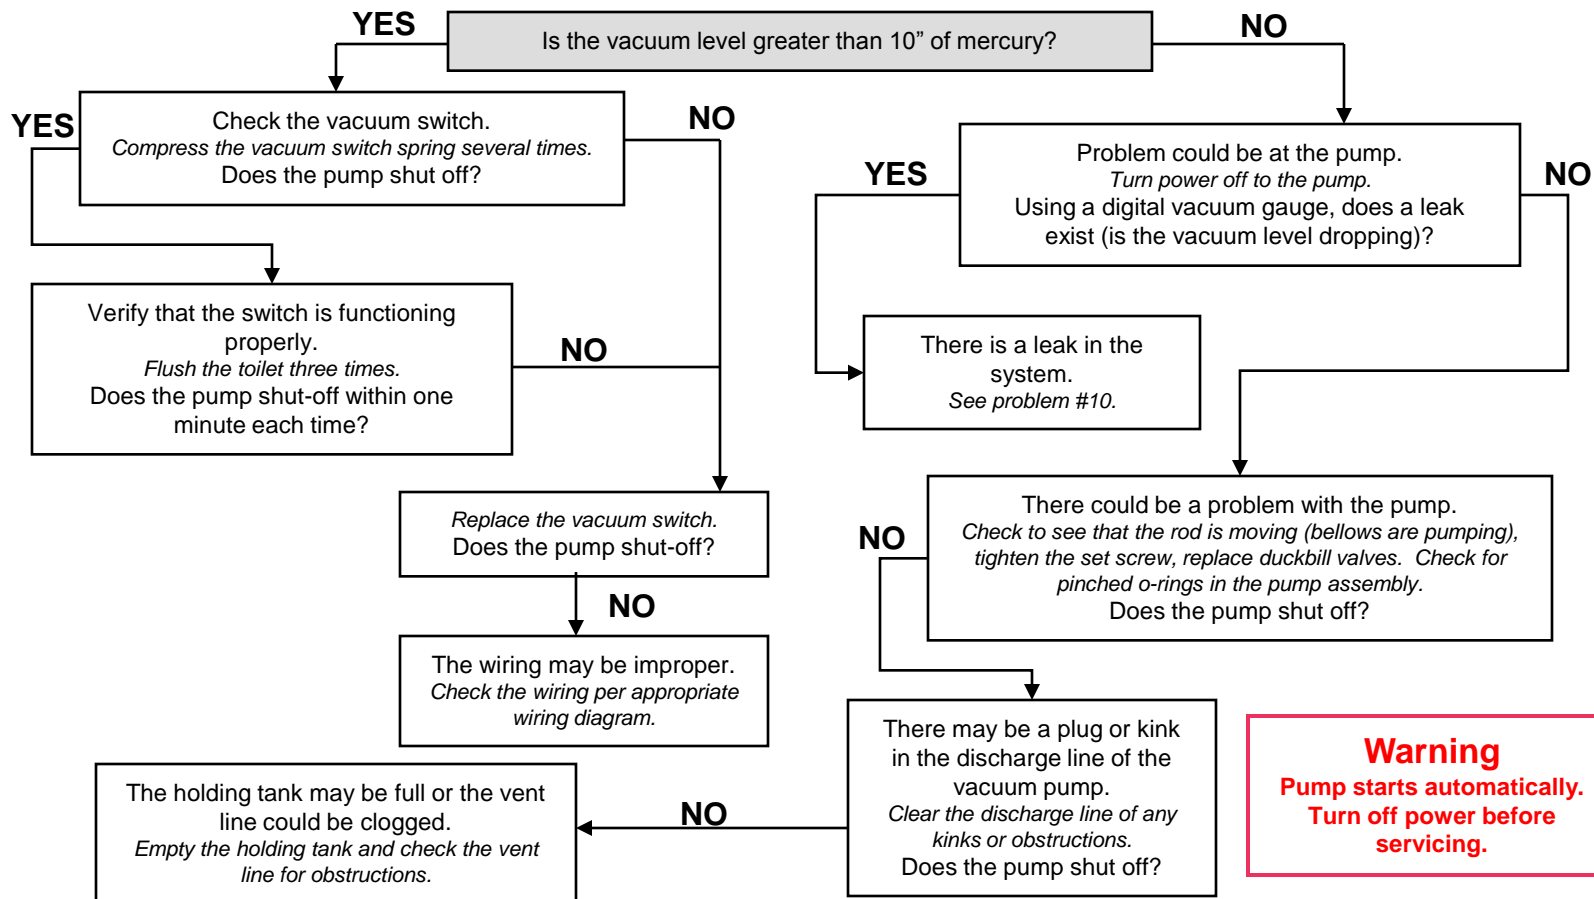 YES
Is the vacuum level greater than 10” of mercury?
NO
YES
Check the vacuum switch.
Compress the vacuum switch spring several times.
Does the pump shut off?
NO
YES
Problem could be at the pump.
Turn power off to the pump.
Using a digital vacuum gauge, does a leak
exist (is the vacuum level dropping)?
NO
Verify that the switch is functioning
properly.
Flush the toilet three times.
Does the pump shut-off within one
minute each time?
NO
There is a leak in the
system.
See problem #10.
Replace the vacuum switch.
Does the pump shut-off?
NO
There could be a problem with the pump.
Check to see that the rod is moving (bellows are pumping),
tighten the set screw, replace duckbill valves.  Check for
pinched o-rings in the pump assembly.
Does the pump shut off?
NO
The wiring may be improper.
Check the wiring per appropriate
wiring diagram.
There may be a plug or kink
in the discharge line of the
vacuum pump.
Clear the discharge line of any
kinks or obstructions.
Does the pump shut off?
Warning
Pump starts automatically.
Turn off power before
servicing.
NO
The holding tank may be full or the vent
line could be clogged.
Empty the holding tank and check the vent
line for obstructions.